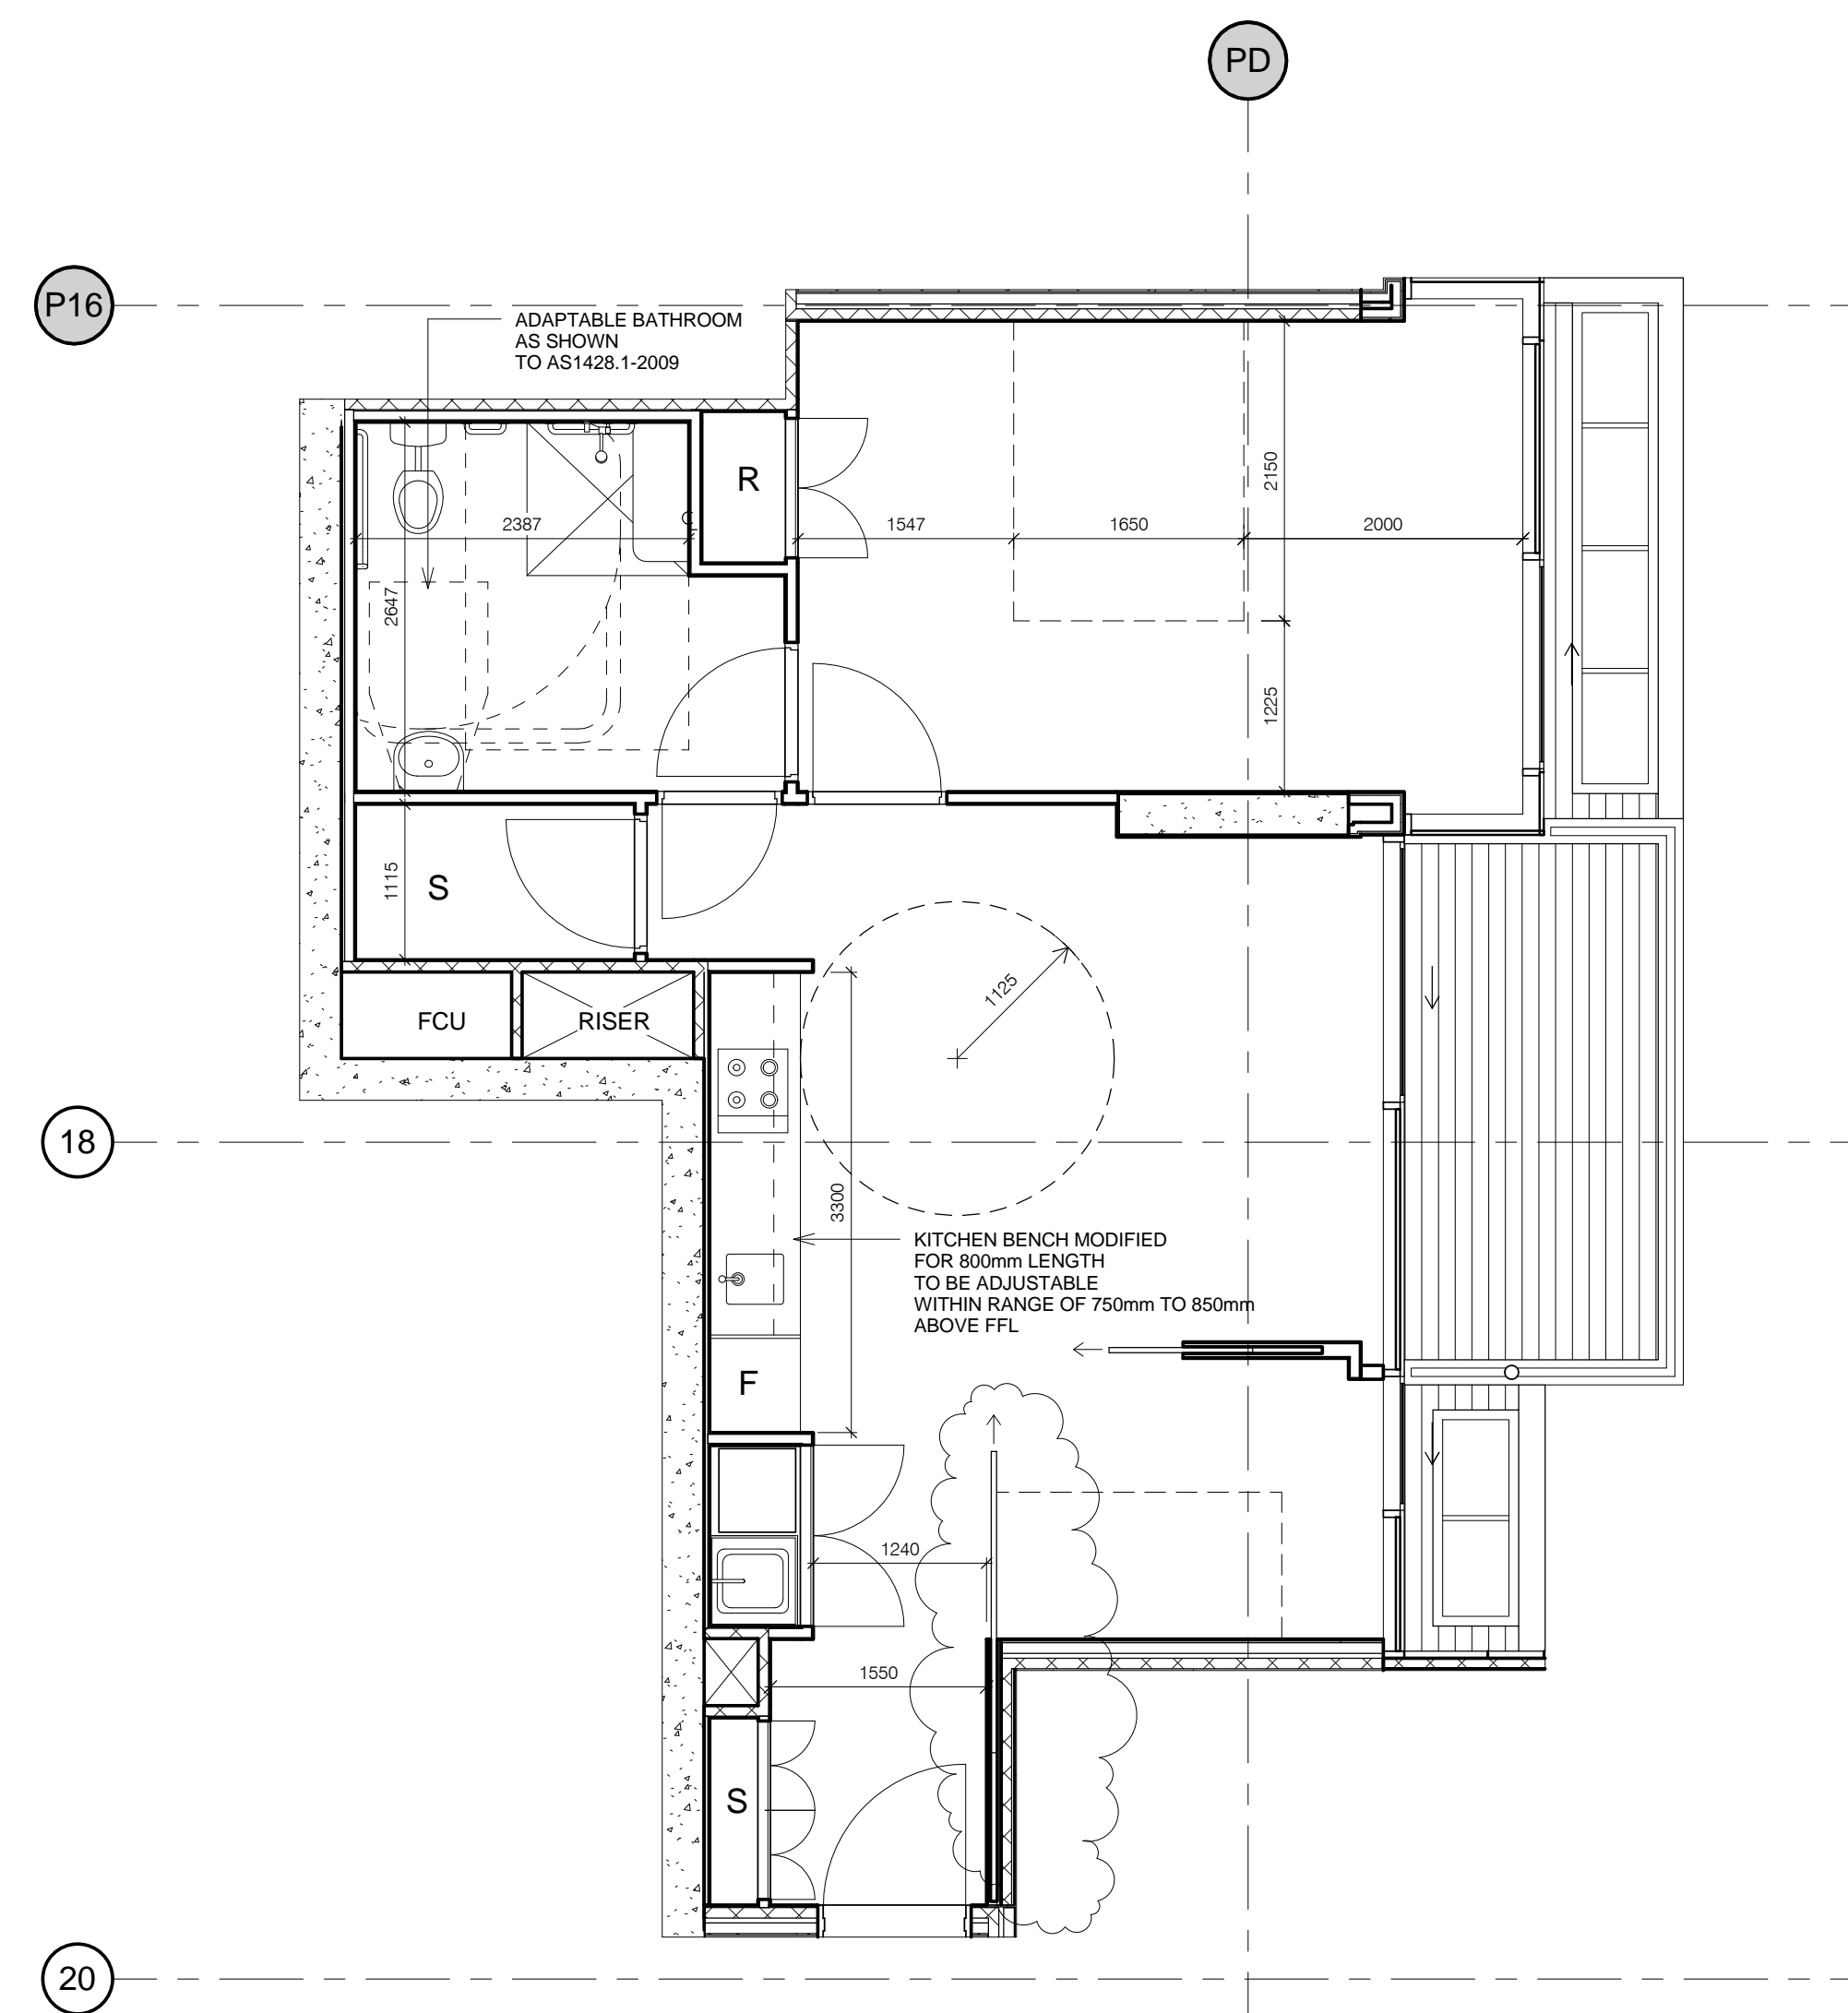 PD
P16
ADAPTABLE BATHROOM
AS SHOWN
TO AS1428.1-2009
R
2150
2387
1547
1650
2000
2647
1225
1115
S
FCU
RISER
1125
18
3300
KITCHEN BENCH MODIFIED
FOR 800mm LENGTH
TO BE ADJUSTABLE
WITHIN RANGE OF 750mm TO 850mm
ABOVE FFL
F
1240
1550
S
20